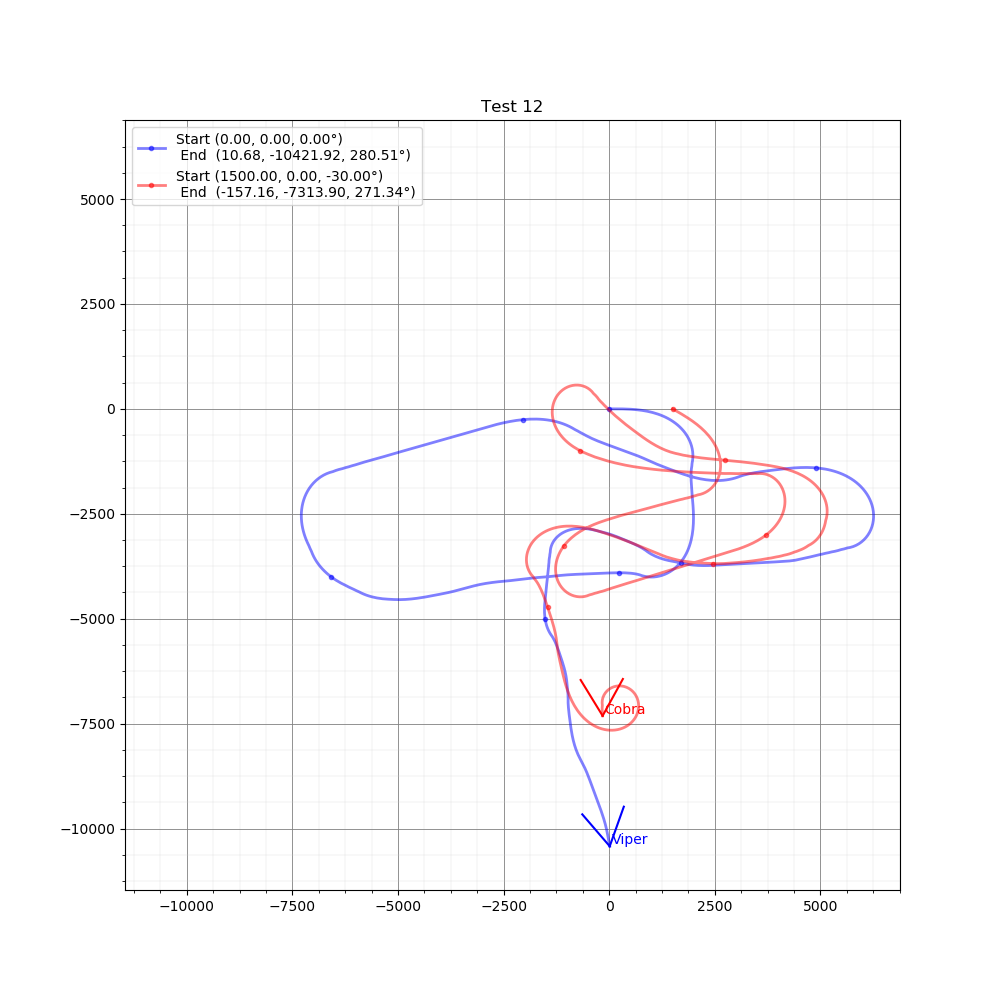 Test 12
Start (0.00, 0.00, 0.00°)
End  (10.68, -10421.92, 280.51°)
Start (1500.00, 0.00, -30.00°)
End  (-157.16, -7313.90, 271.34°)
5000
2500
0
−2500
−5000
−7500
−10000
Cobra
Viper
−10000
−7500
−5000
−2500
0
2500
5000